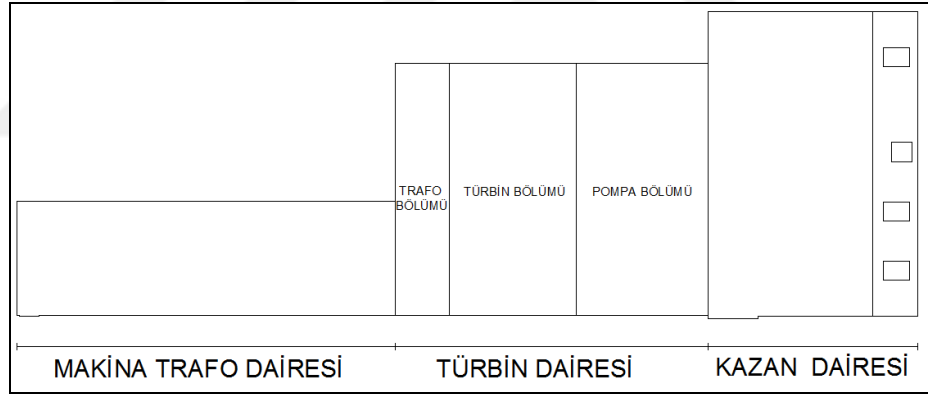 TRAFO
BÖLÜMÜ
TÜRBİN BÖLÜMÜ
POMPA BÖLÜMÜ
MAKİNA TRAFO DAİRESİ
TÜRBİN DAİRESİ
KAZAN DAİRESİ